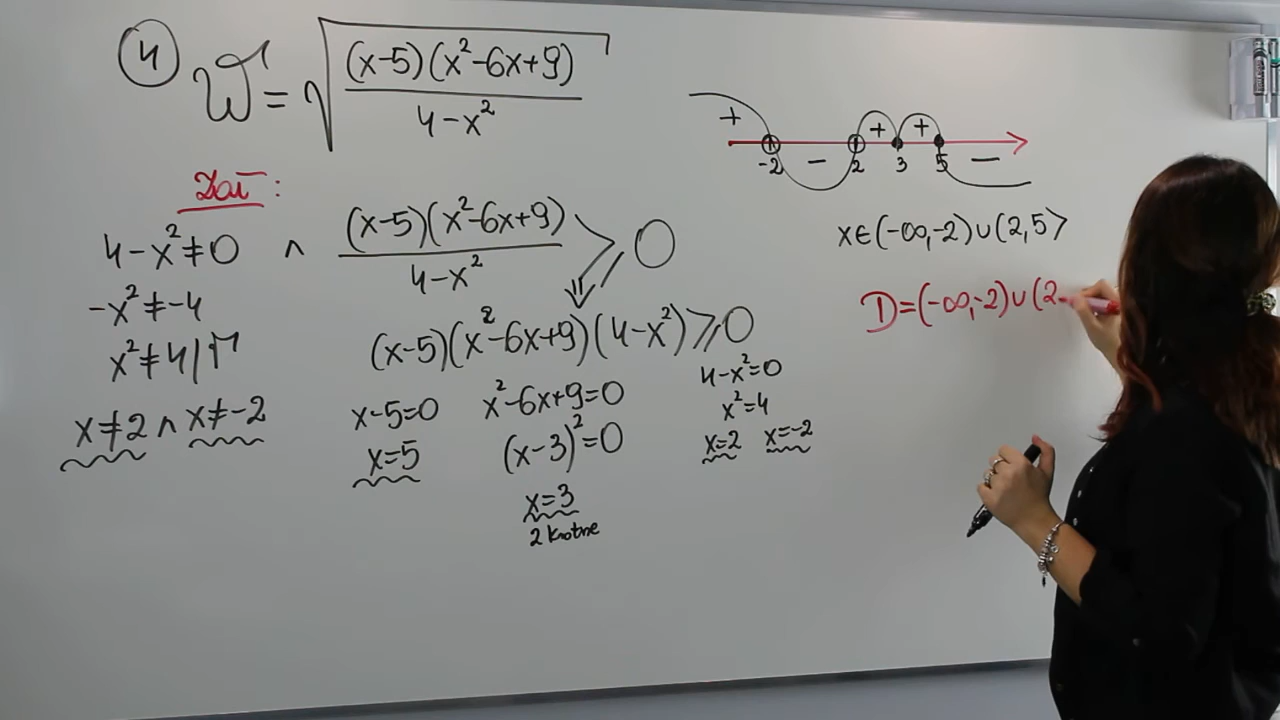 4 W = √((x-5)(x²-6x+9) / (4-x²))
Zał:
4-x²≠0 ∧ (x-5)(x²-6x+9) / (4-x²) ≥ 0
-x²≠-4
x²≠4/√
x≠2 ∧ x≠-2
(x-5)(x²-6x+9)(4-x²)≥0
x-5=0
x=5
x²-6x+9=0
(x-3)²=0
x=3
2 krotne
4-x²=0
x²=4
x=2 x=-2
+ - + + -
-2 2 3 5
x∈(-∞,-2)∪(2,5>
D=(-∞,-2)∪(2